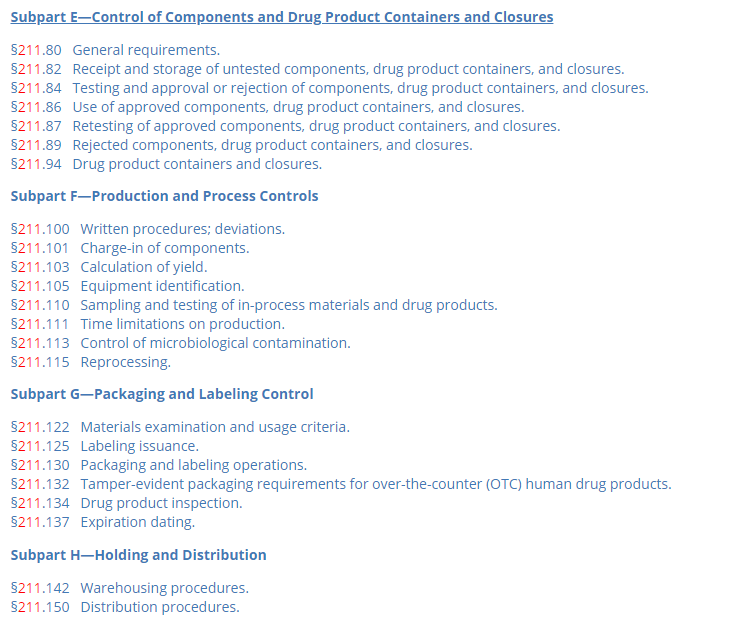 Subpart E—Control of Components and Drug Product Containers and Closures
§211.80 General requirements.
§211.82 Receipt and storage of untested components, drug product containers, and closures.
§211.84 Testing and approval or rejection of components, drug product containers, and closures.
§211.86 Use of approved components, drug product containers, and closures.
§211.87 Retesting of approved components, drug product containers, and closures.
§211.89 Rejected components, drug product containers, and closures.
§211.94 Drug product containers and closures.
Subpart F—Production and Process Controls
§211.100 Written procedures; deviations.
§211.101 Charge-in of components.
§211.103 Calculation of yield.
§211.105 Equipment identification.
§211.110 Sampling and testing of in-process materials and drug products.
§211.111 Time limitations on production.
§211.113 Control of microbiological contamination.
§211.115 Reprocessing.
Subpart G—Packaging and Labeling Control
§211.122 Materials examination and usage criteria.
§211.125 Labeling issuance.
§211.130 Packaging and labeling operations.
§211.132 Tamper-evident packaging requirements for over-the-counter (OTC) human drug products.
§211.134 Drug product inspection.
§211.137 Expiration dating.
Subpart H—Holding and Distribution
§211.142 Warehousing procedures.
§211.150 Distribution procedures.